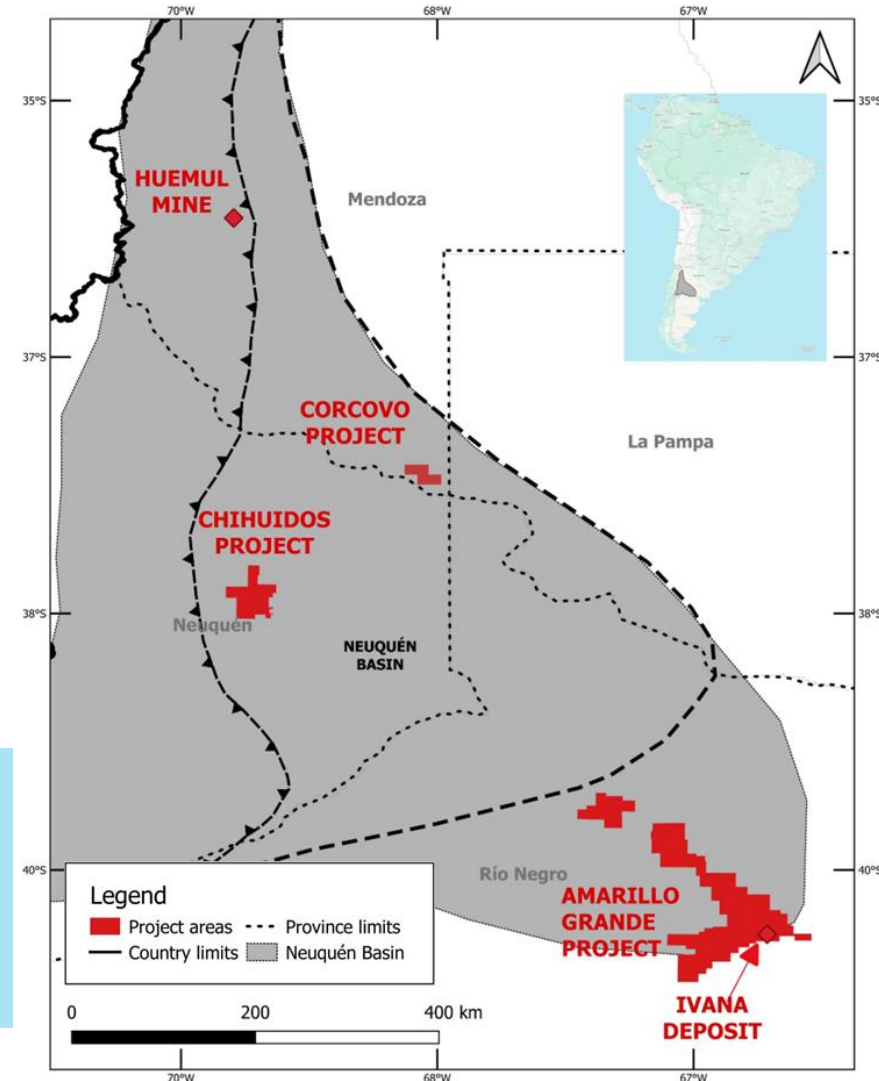 70°W
68°W
67°W
35°S
35°S
HUEMUL
MINE
Mendoza
37°S
37°S
CORCOVO
PROJECT
La Pampa
CHIHUIDOS
PROJECT
38°S
38°S
Neuquén
NEUQUÉN
BASIN
40°S
40°S
Río Negro
AMARILLO
GRANDE
PROJECT
IVANA
DEPOSIT
Legend
Project areas
Province limits
Country limits
Neuquén Basin
0 200 400 km
70°W
68°W
67°W